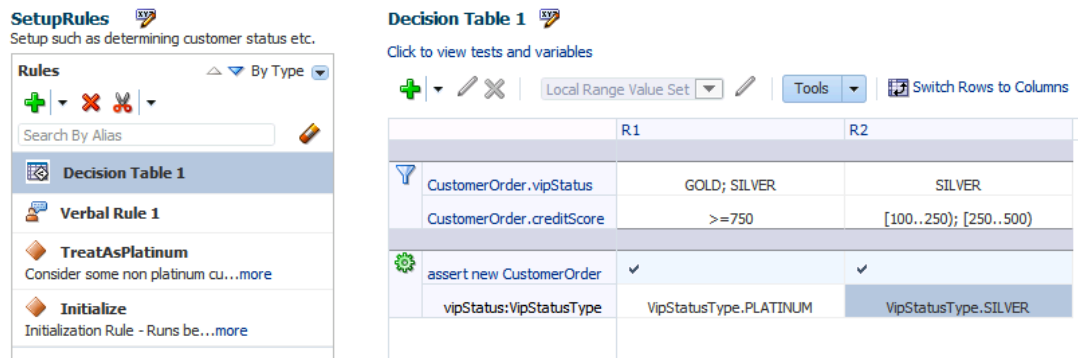 SetupRules
Setup such as determining customer status etc.
Rules
By Type
Search By Alias
Decision Table 1
Verbal Rule 1
TreatAsPlatinum
Consider some non platinum cu...more
Initialize
Initialization Rule - Runs be...more
Decision Table 1
Click to view tests and variables
Local Range Value Set
Tools
Switch Rows to Columns
R1 R2
CustomerOrder.vipStatus GOLD; SILVER SILVER
CustomerOrder.creditScore >=750 [100..250); [250..500)
assert new CustomerOrder
vipStatus:VipStatusType VipStatusType.PLATINUM VipStatusType.SILVER